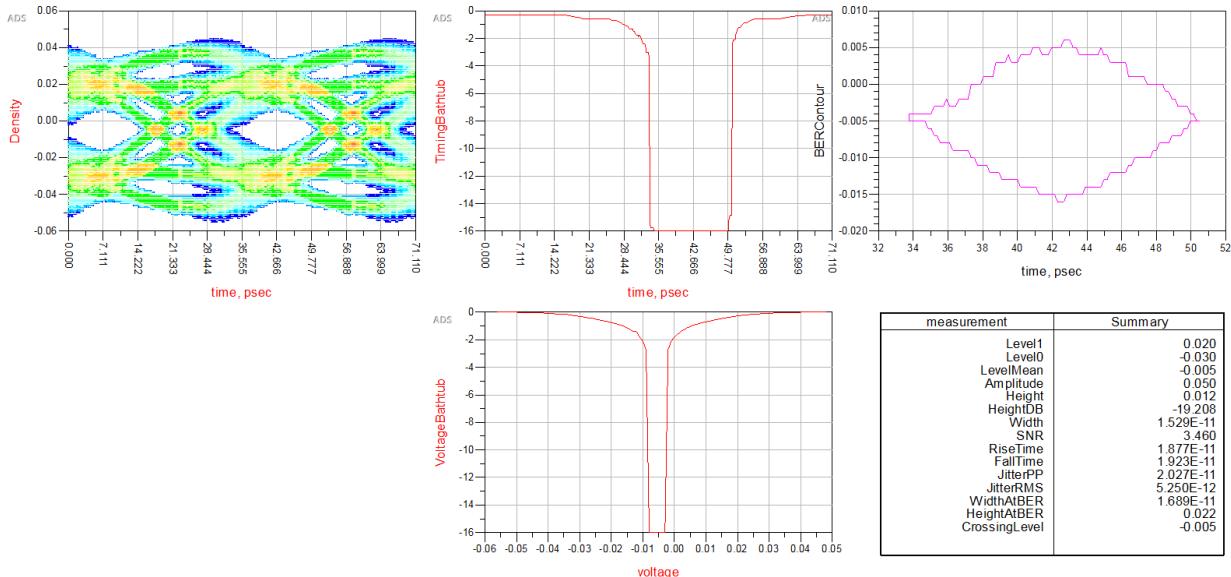 ADS
0.06
0.04
0.02
0.00
-0.02
-0.04
-0.06
Density
0.000
7.111
14.222
21.333
28.444
35.555
42.666
49.777
56.888
63.999
71.110
time, psec
ADS
0
-2
-4
-6
-8
-10
-12
-14
-16
TimingBathtub
0.000
7.111
14.222
21.333
28.444
35.555
42.666
49.777
56.888
63.999
71.110
time, psec
ADS
0.010
0.005
0.000
-0.005
-0.010
-0.015
-0.020
BERContour
32 34 36 38 40 42 44 46 48 50 52
time, psec
ADS
0
-2
-4
-6
-8
-10
-12
-14
-16
VoltageBathtub
-0.06 -0.05 -0.04 -0.03 -0.02 -0.01 0.00 0.01 0.02 0.03 0.04 0.05
voltage
measurement Summary
Level1 0.020
Level0 -0.030
LevelMean -0.005
Amplitude 0.050
Height 0.012
HeightDB -19.208
Width 1.529E-11
SNR 3.460
RiseTime 1.877E-11
FallTime 1.923E-11
JitterPP 2.027E-11
JitterRMS 5.250E-12
WidthAtBER 1.689E-11
HeightAtBER 0.022
CrossingLevel -0.005